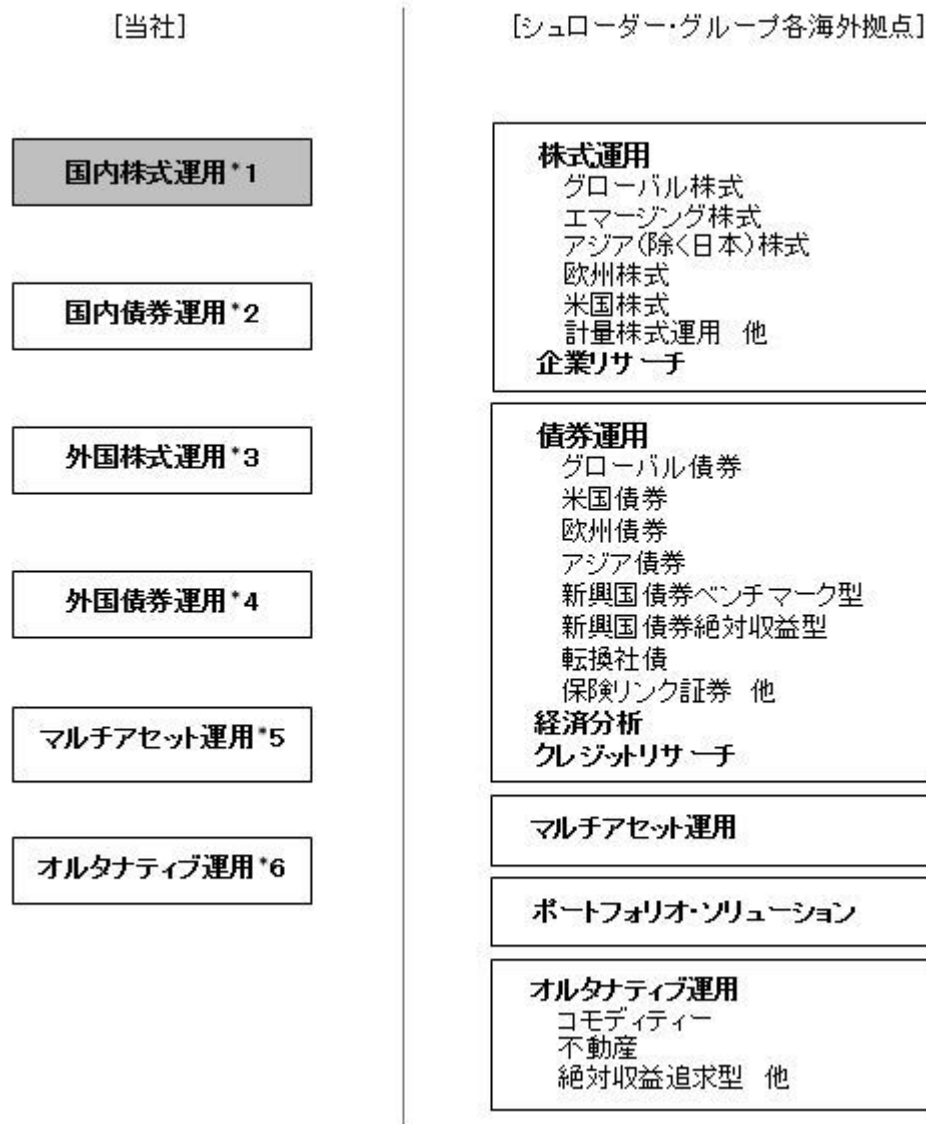 [当社]
国内株式運用*1
国内債券運用*2
外国株式運用*3
外国債券運用*4
マルチアセット運用*5
オルタナティブ運用*6
[シュローダー・グループ各海外拠点]
株式運用
グローバル株式
エマージング株式
アジア(除く日本)株式
欧州株式
米国株式
計量株式運用 他
企業リサーチ
債券運用
グローバル債券
米国債券
欧州債券
アジア債券
新興国債券ベンチマーク型
新興国債券絶対収益型
転換社債
保険リンク証券 他
経済分析
クレジットリサーチ
マルチアセット運用
ポートフォリオ・ソリューション
オルタナティブ運用
コモディティー
不動産
絶対収益追求型 他